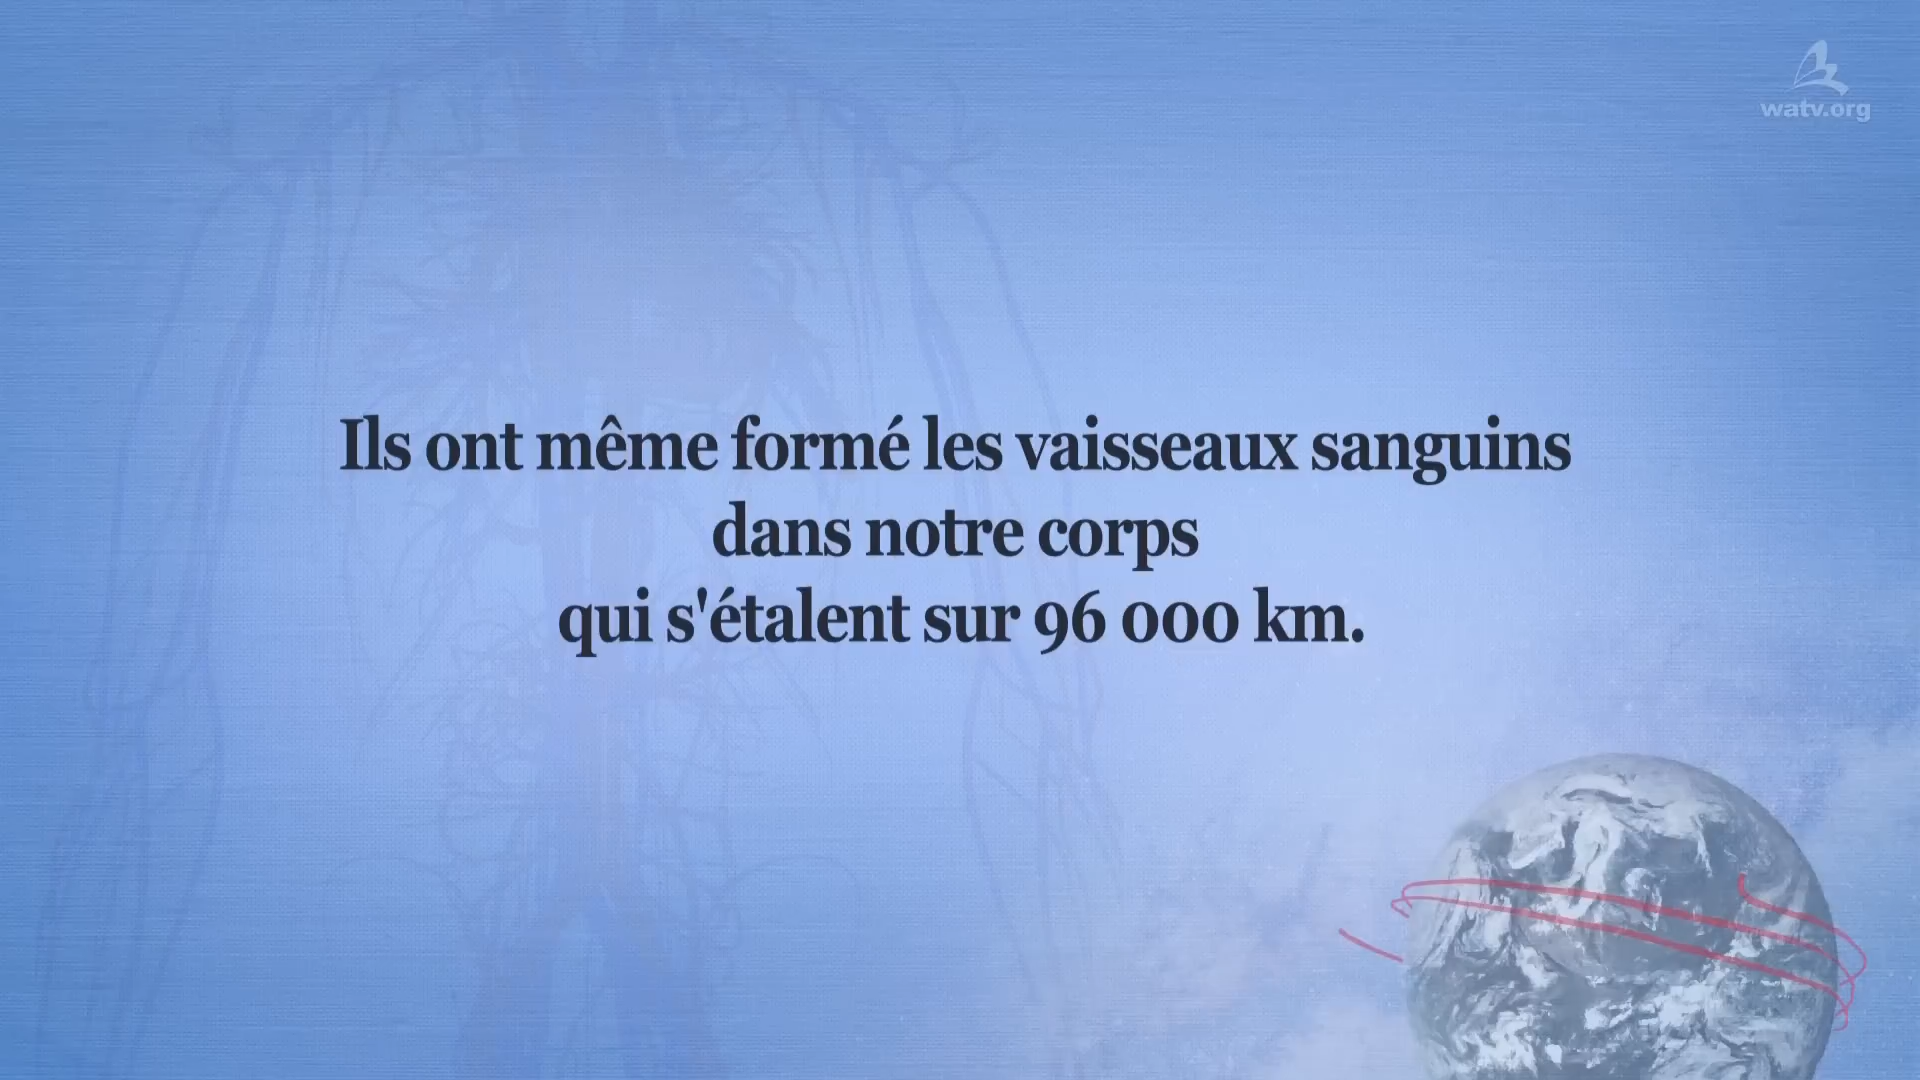 watv.org
Ils ont même formé les vaisseaux sanguins
dans notre corps
qui s'étalent sur 96 000 km.